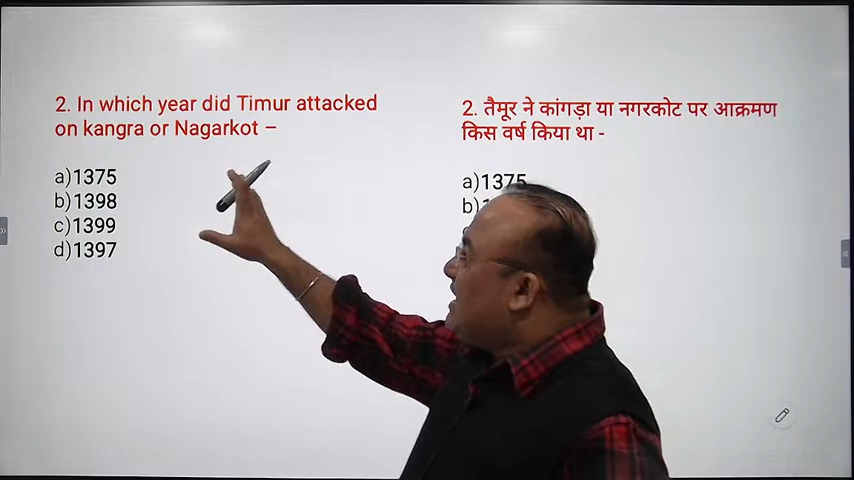 2. In which year did Timur attacked
on kangra or Nagarkot –
a)1375
b)1398
c)1399
d)1397
2. तैमूर ने कांगड़ा या नगरकोट पर आक्रमण
किस वर्ष किया था -
a)1375
b)